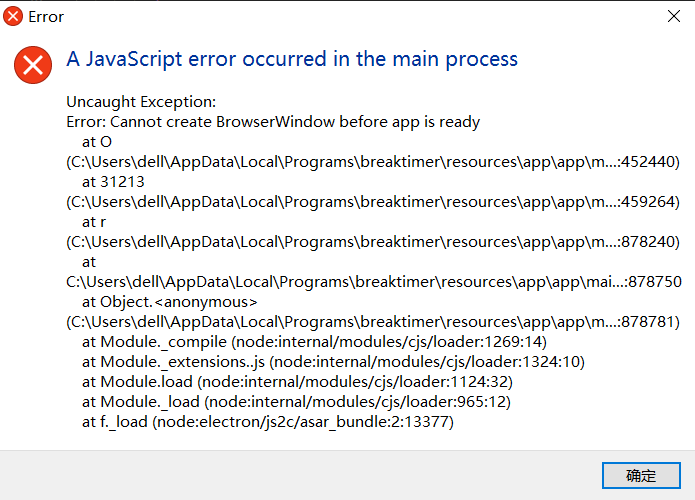 Error
A JavaScript error occurred in the main process
Uncaught Exception:
Error: Cannot create BrowserWindow before app is ready
at O
(C:\Users\dell\AppData\Local\Programs\breaktimer\resources\app\app\m...:452440)
at 31213
(C:\Users\dell\AppData\Local\Programs\breaktimer\resources\app\app\m...:459264)
at r
(C:\Users\dell\AppData\Local\Programs\breaktimer\resources\app\app\m...:878240)
at
C:\Users\dell\AppData\Local\Programs\breaktimer\resources\app\app\mai...:878750
at Object.<anonymous>
(C:\Users\dell\AppData\Local\Programs\breaktimer\resources\app\app\m...:878781)
at Module._compile (node:internal/modules/cjs/loader:1269:14)
at Module._extensions..js (node:internal/modules/cjs/loader:1324:10)
at Module.load (node:internal/modules/cjs/loader:1124:32)
at Module._load (node:internal/modules/cjs/loader:965:12)
at f._load (node:electron/js2c/asar_bundle:2:13377)
确定